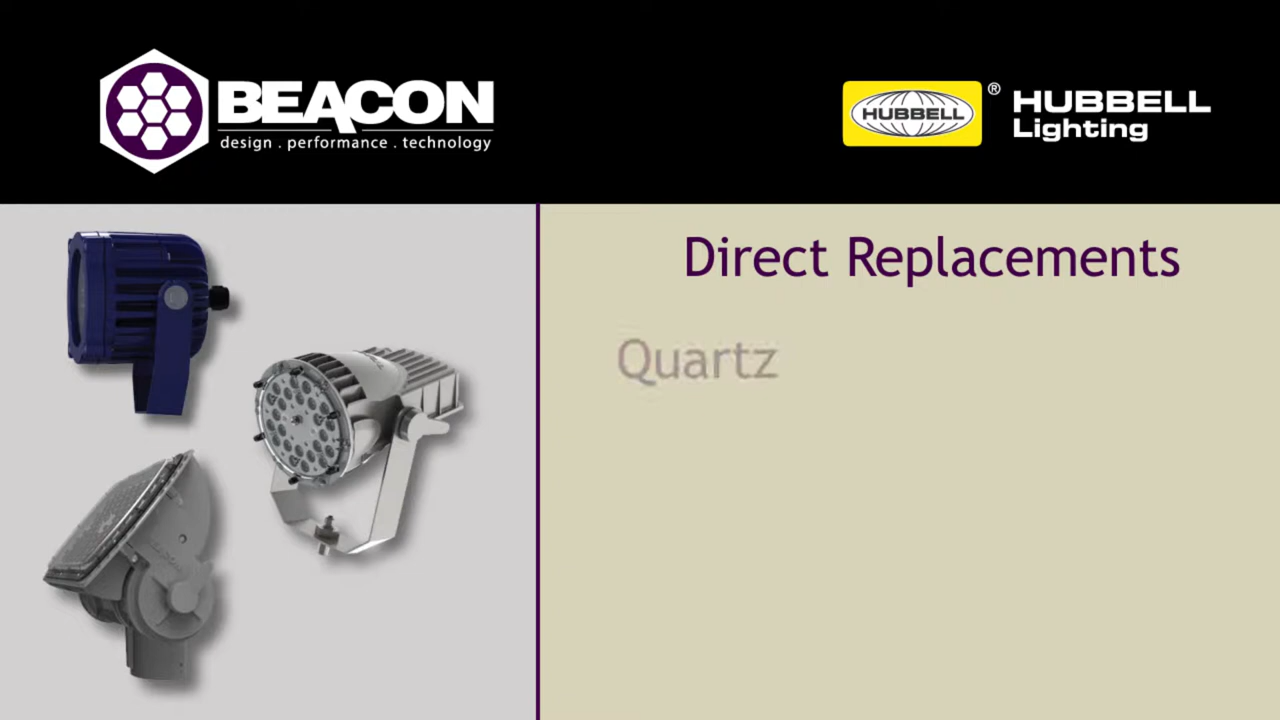 BEACON
design . performance . technology
HUBBELL ®
HUBBELL
Lighting
Direct Replacements
Quartz